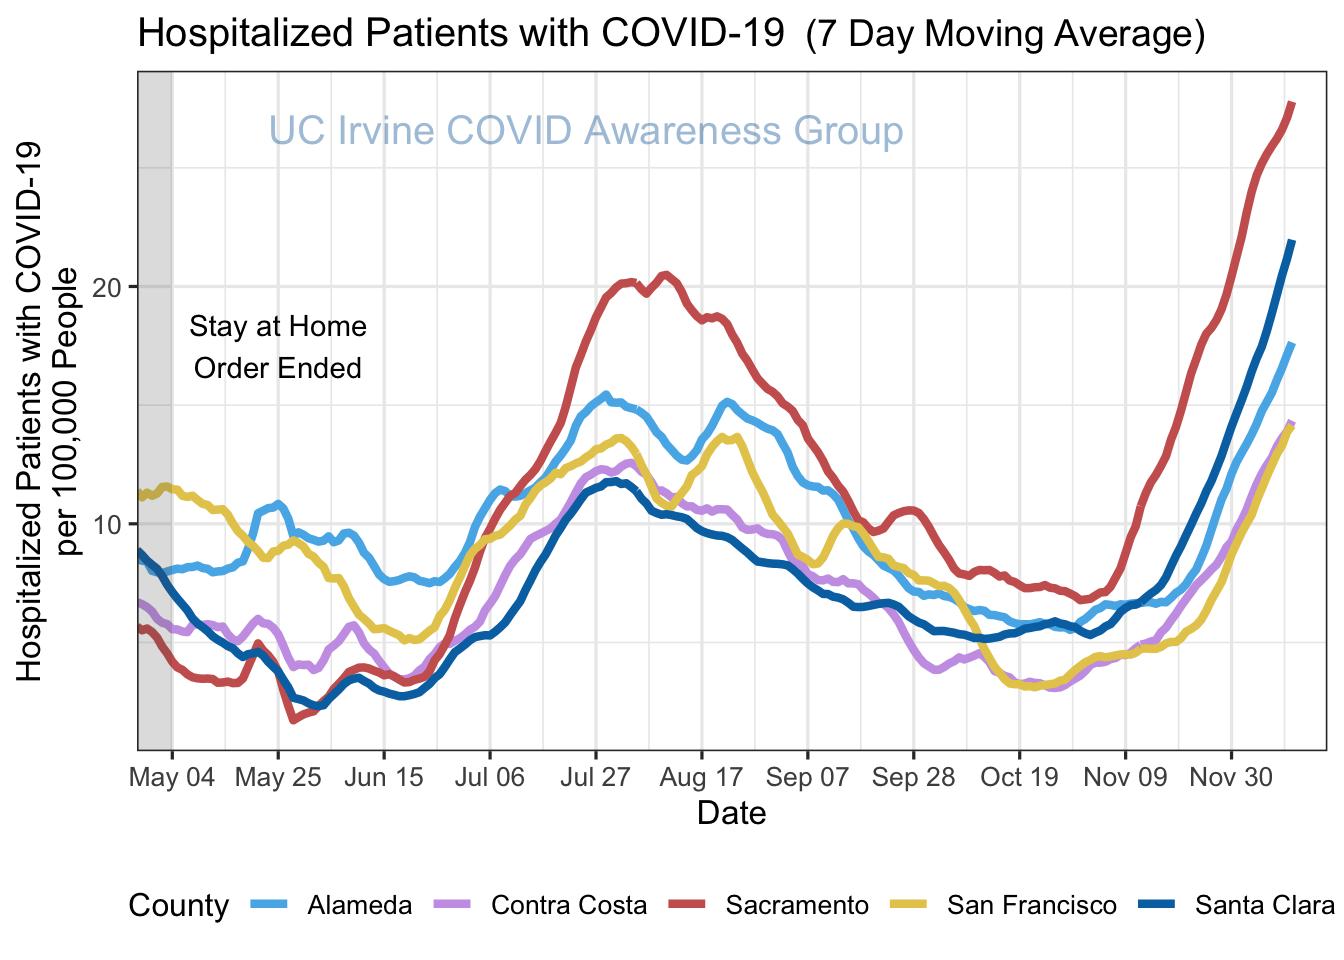 Hospitalized Patients with COVID-19  (7 Day Moving Average)
UC Irvine COVID Awareness Group
Hospitalized Patients with COVID-19
per 100,000 People
20
10
Stay at Home
Order Ended
May 04 May 25 Jun 15 Jul 06 Jul 27 Aug 17 Sep 07 Sep 28 Oct 19 Nov 09 Nov 30
Date
County Alameda Contra Costa Sacramento San Francisco Santa Clara